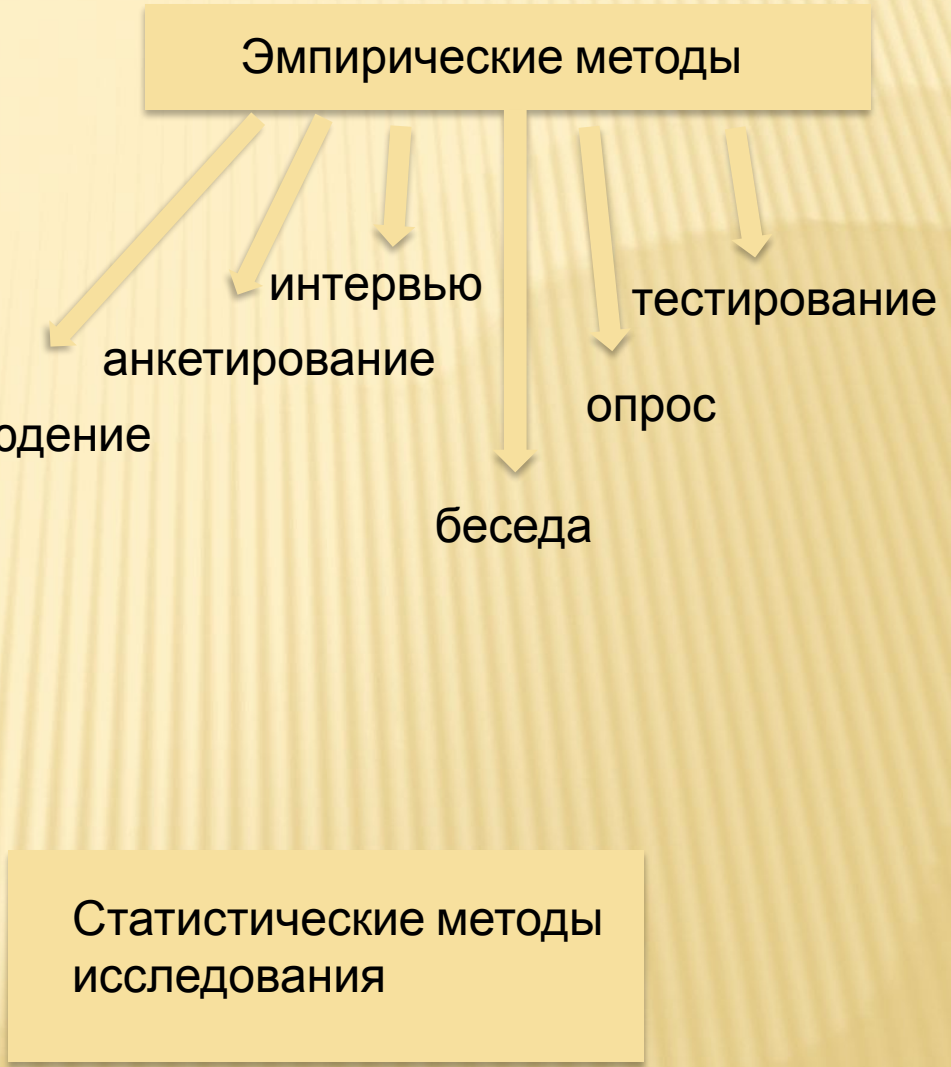 Эмпирические методы
интервью
тестирование
анкетирование
опрос
беседа
Статистические методы
исследования